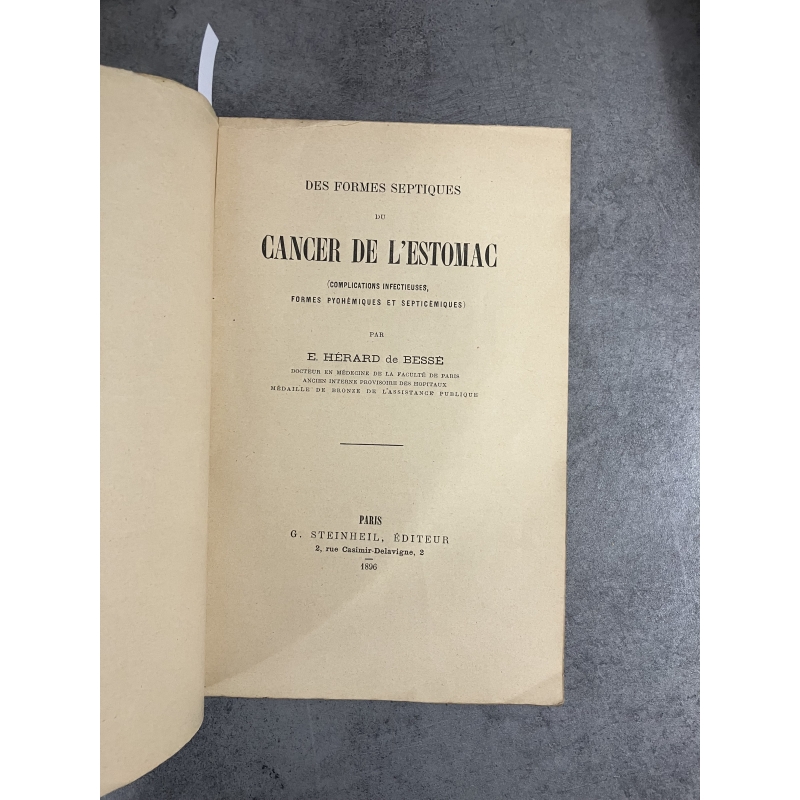 DES FORMES SEPTIQUES
DU
CANCER DE L'ESTOMAC
(COMPLICATIONS INFECTIEUSES,
FORMES PYOHÉMIQUES ET SEPTICÉMIQUES)
PAR
E. HÉRARD de BESSÉ
DOCTEUR EN MÉDECINE DE LA FACULTÉ DE PARIS
ANCIEN INTERNE PROVISOIRE DES HOPITAUX
MÉDAILLE DE BRONZE DE L'ASSISTANCE PUBLIQUE
PARIS
G. STEINHEIL, ÉDITEUR
2, rue Casimir-Delavigne, 2
1896